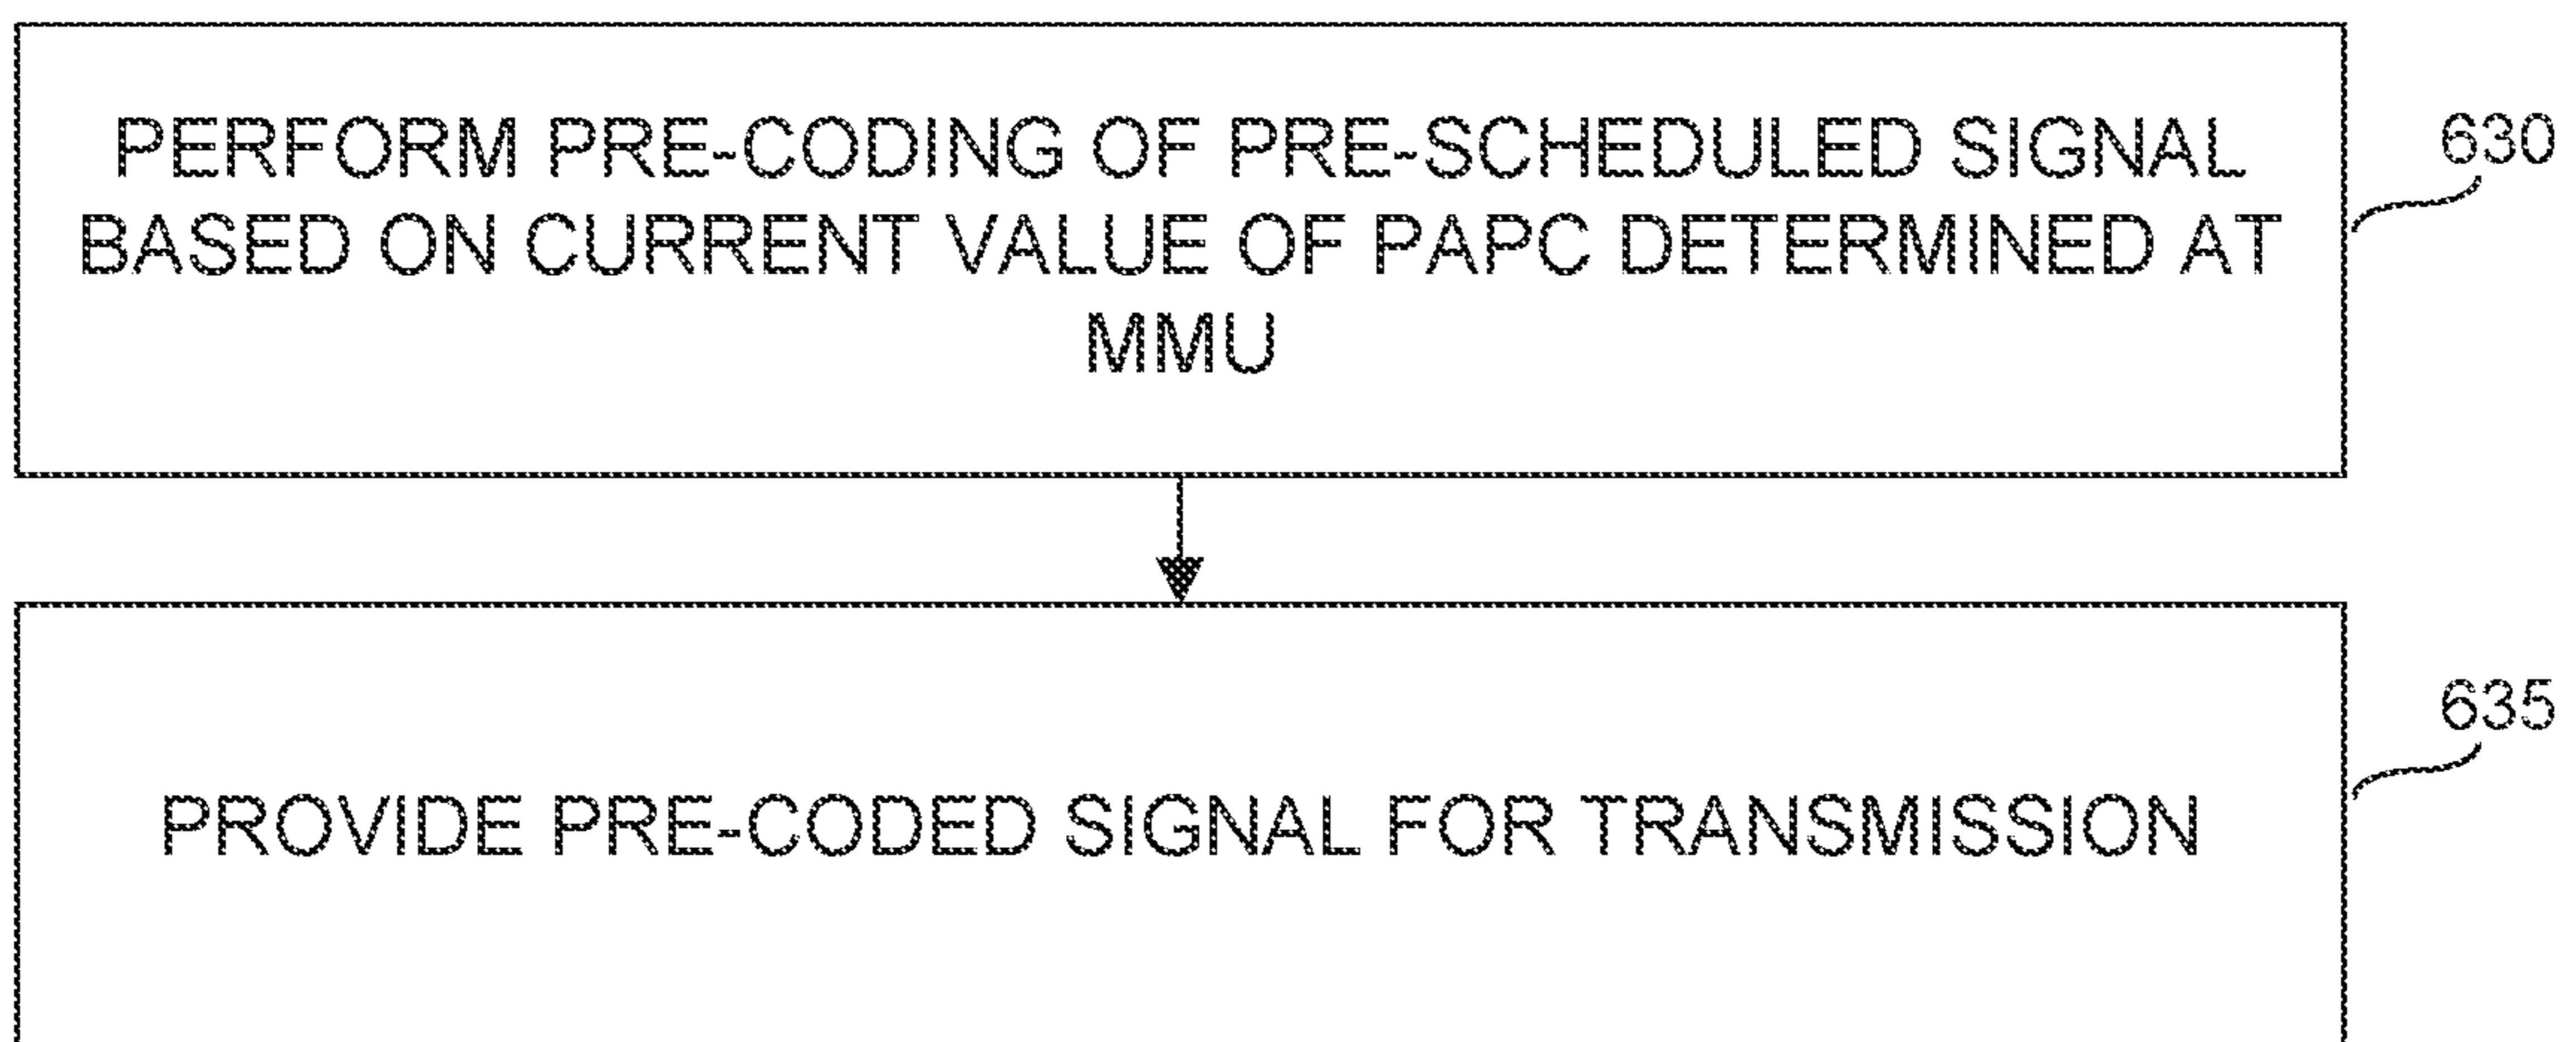 PERFORM PRE-CODING OF PRE-SCHEDULED SIGNAL
BASED ON CURRENT VALUE OF PAPC DETERMINED AT
MMU
630
PROVIDE PRE-CODED SIGNAL FOR TRANSMISSION
635